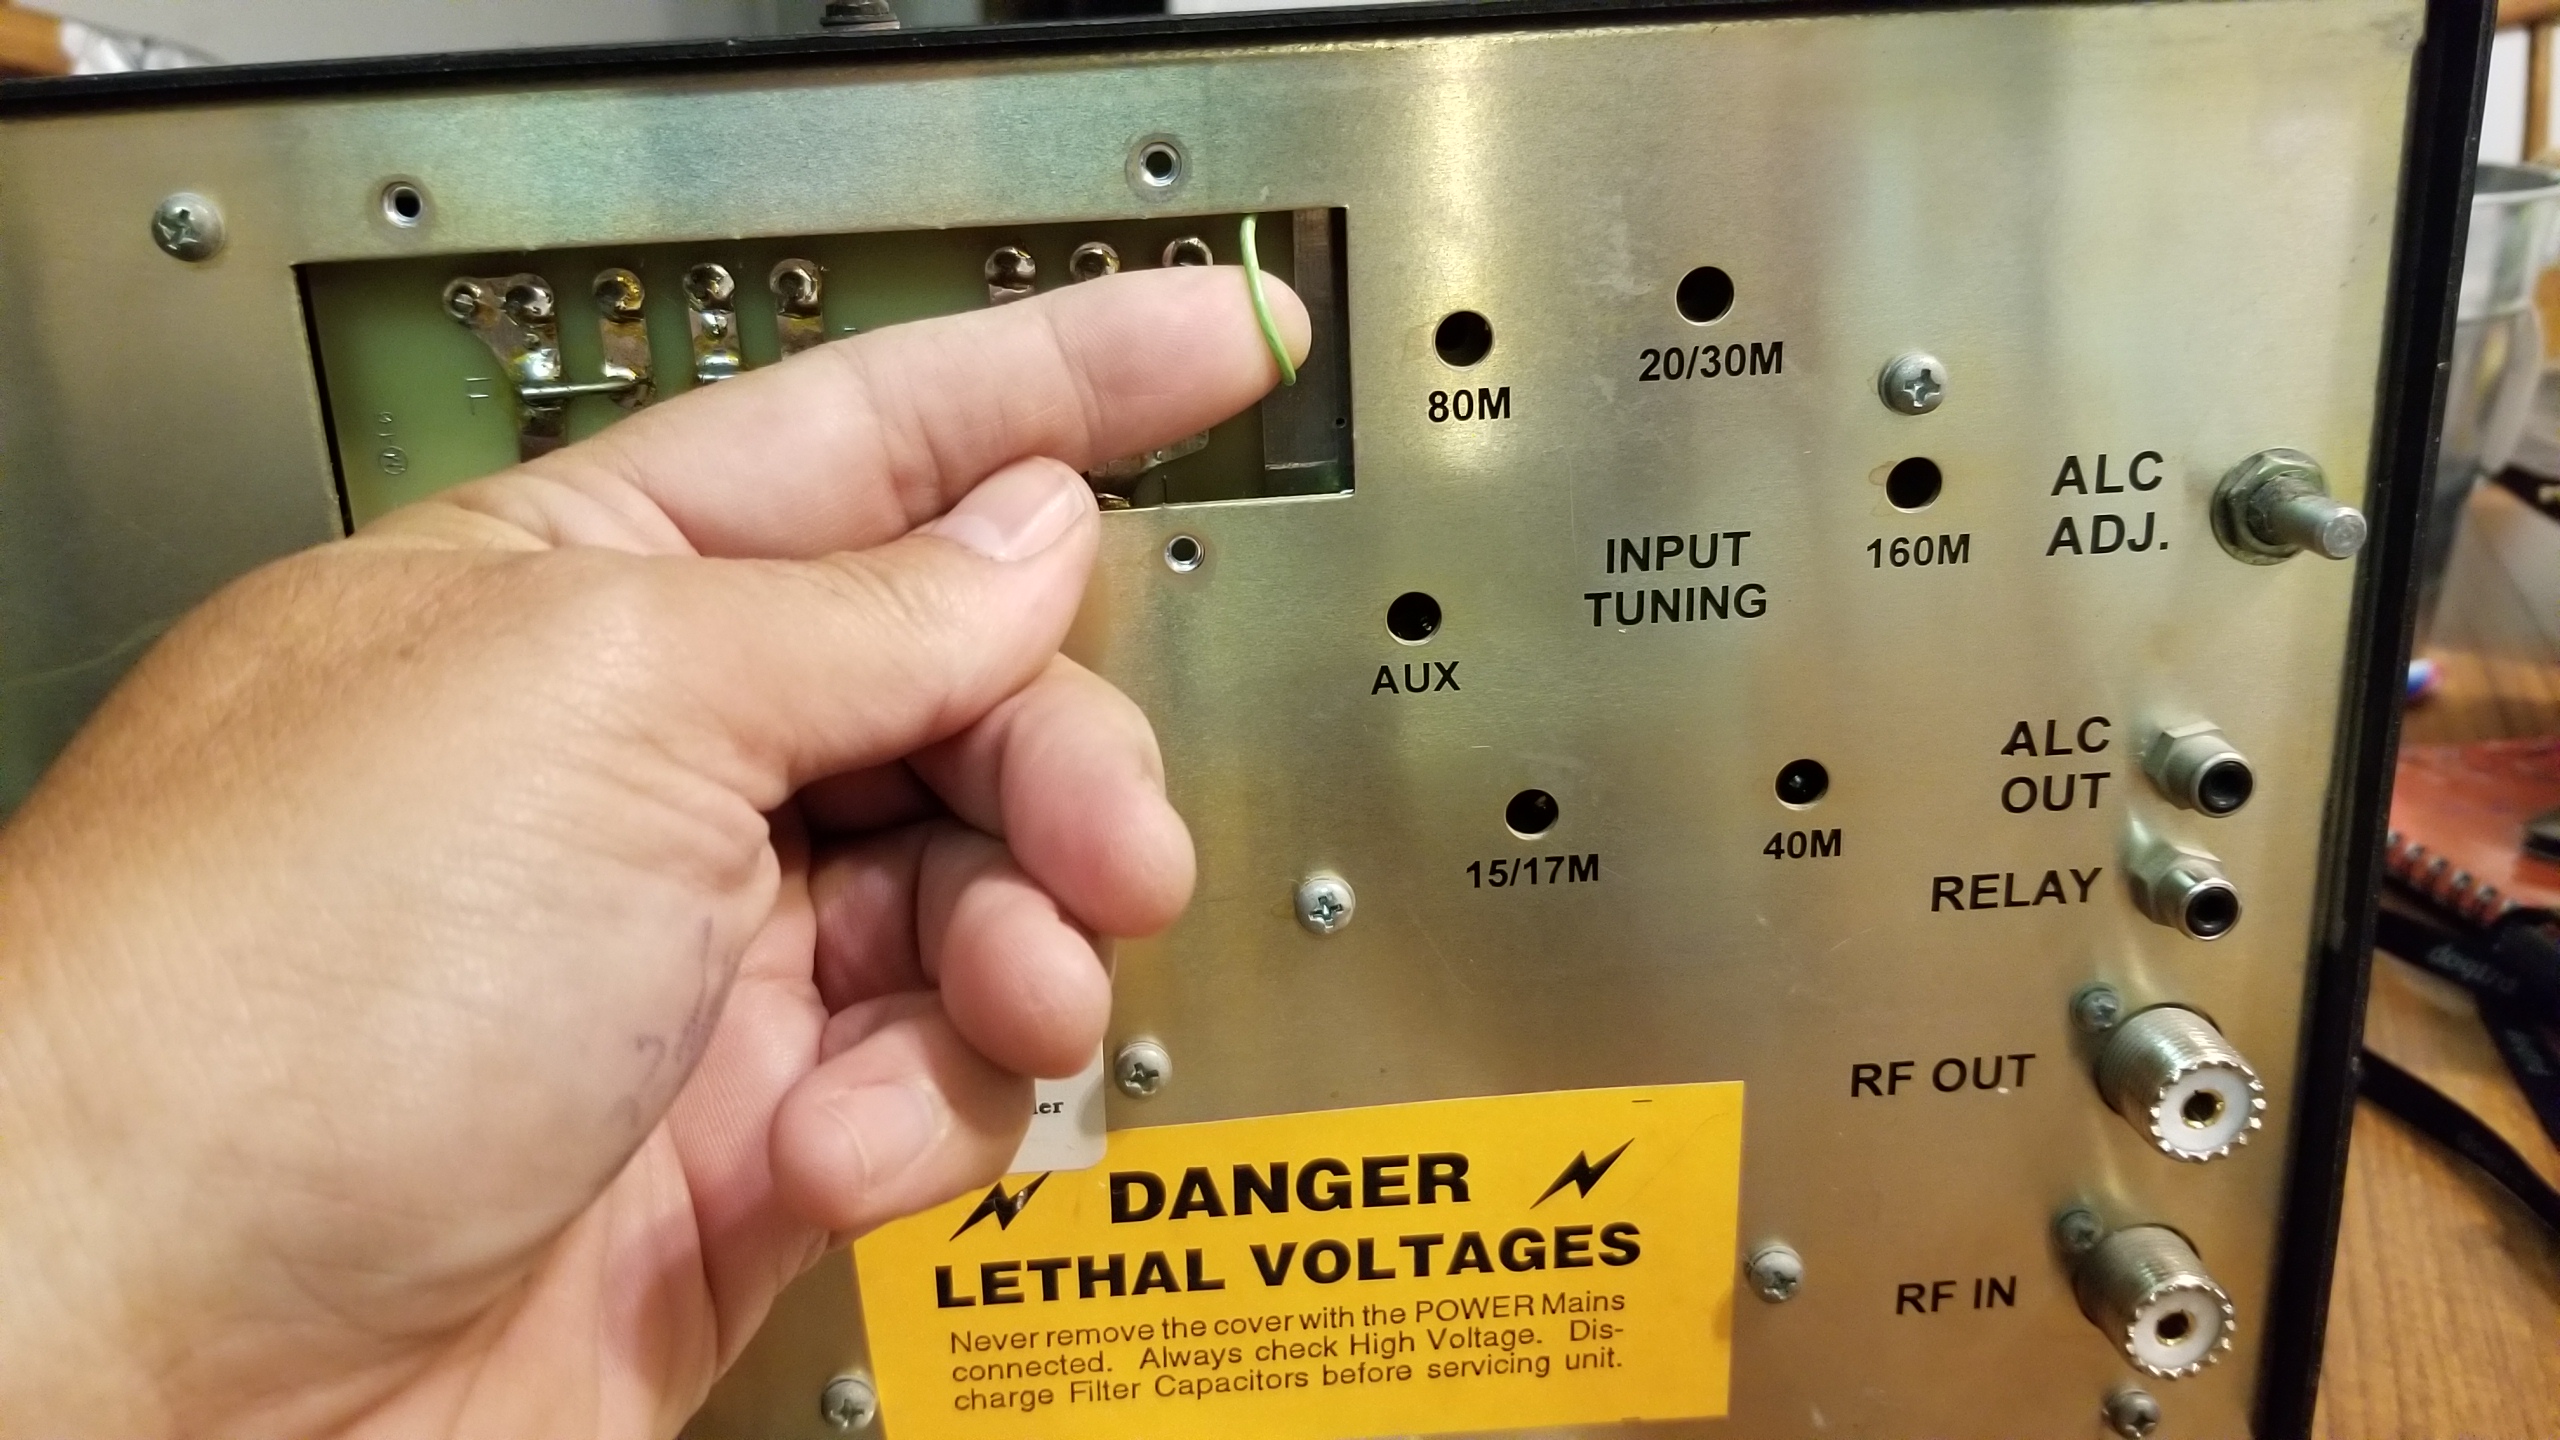 80M
20/30M
160M
ALC
ADJ.
INPUT
TUNING
AUX
15/17M
40M
ALC
OUT
RELAY
RF OUT
RF IN
DANGER
LETHAL VOLTAGES
Never remove the cover with the POWER Mains
connected. Always check High Voltage. Dis-
charge Filter Capacitors before servicing unit.